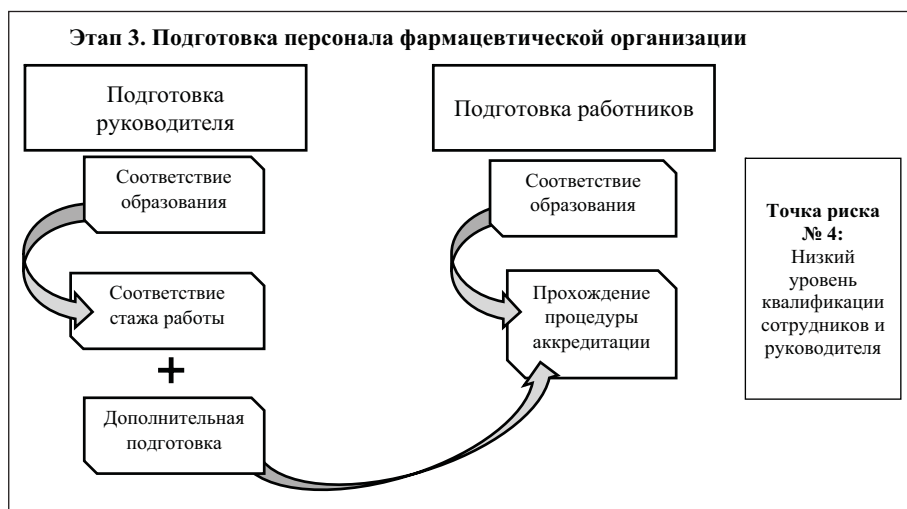 Этап 3. Подготовка персонала фармацевтической организации
Подготовка
руководителя
Соответствие
образования
Соответствие
стажа работы
+
Дополнительная
подготовка
Подготовка работников
Соответствие
образования
Прохождение
процедуры
аккредитации
Точка риска
№ 4:
Низкий
уровень
квалификации
сотрудников и
руководителя